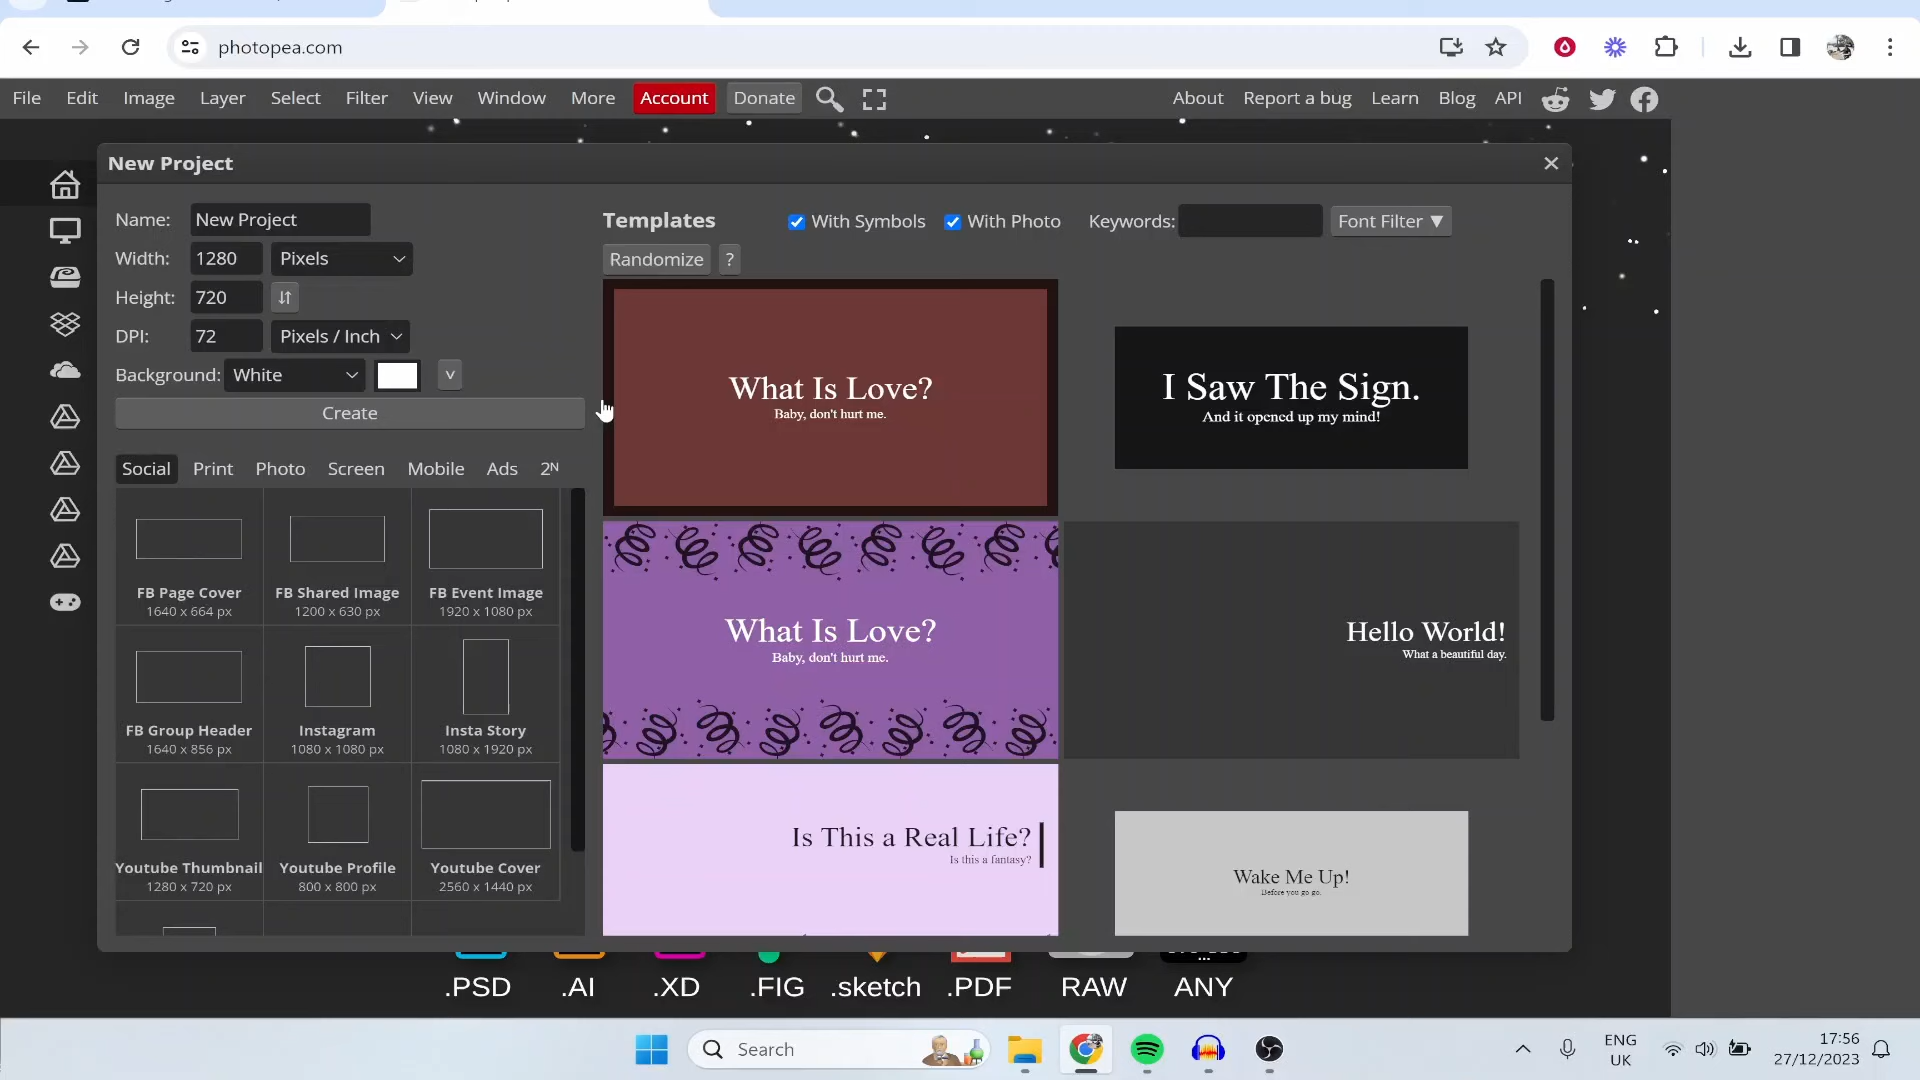 photopea.com
File Edit Image Layer Select Filter View Window More Account Donate About Report a bug Learn Blog API
New Project
Name: New Project
Width: 1280 Pixels
Height: 720
DPI: 72 Pixels / Inch
Background: White v
Create
Social Print Photo Screen Mobile Ads 2ᴺ
FB Page Cover
1640 x 664 px
FB Shared Image
1200 x 630 px
FB Event Image
1920 x 1080 px
FB Group Header
1640 x 856 px
Instagram
1080 x 1080 px
Insta Story
1080 x 1920 px
Youtube Thumbnail
1280 x 720 px
Youtube Profile
800 x 800 px
Youtube Cover
2560 x 1440 px
Templates With Symbols With Photo Keywords: Font Filter ▼
Randomize ?
What Is Love?
Baby, don't hurt me.
I Saw The Sign.
And it opened up my mind!
What Is Love?
Baby, don't hurt me.
Hello World!
What a beautiful day.
Is This a Real Life?
Is this a fantasy?
Wake Me Up!
Before you go go.
.PSD .AI .XD .FIG .sketch .PDF RAW ANY
Search
ENG
UK
17:56
27/12/2023